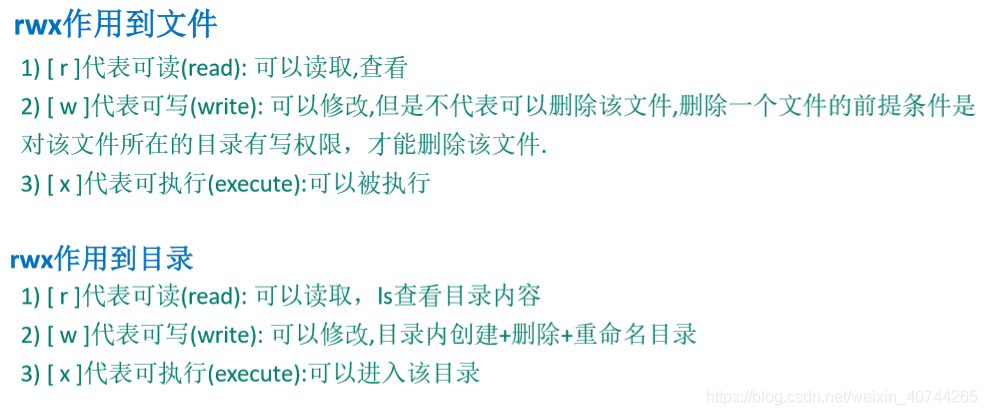 rwx作用到文件
1) [ r ]代表可读(read): 可以读取,查看
2) [ w ]代表可写(write): 可以修改,但是不代表可以删除该文件,删除一个文件的前提条件是
对该文件所在的目录有写权限，才能删除该文件.
3) [ x ]代表可执行(execute):可以被执行
rwx作用到目录
1) [ r ]代表可读(read): 可以读取，ls查看目录内容
2) [ w ]代表可写(write): 可以修改,目录内创建+删除+重命名目录
3) [ x ]代表可执行(execute):可以进入该目录
https://blog.csdn.net/weixin_40744265